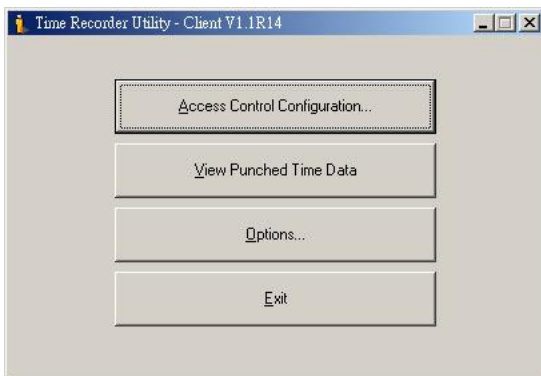 Time Recorder Utility - Client V1.1R14
Access Control Configuration...
View Punched Time Data
Options...
Exit